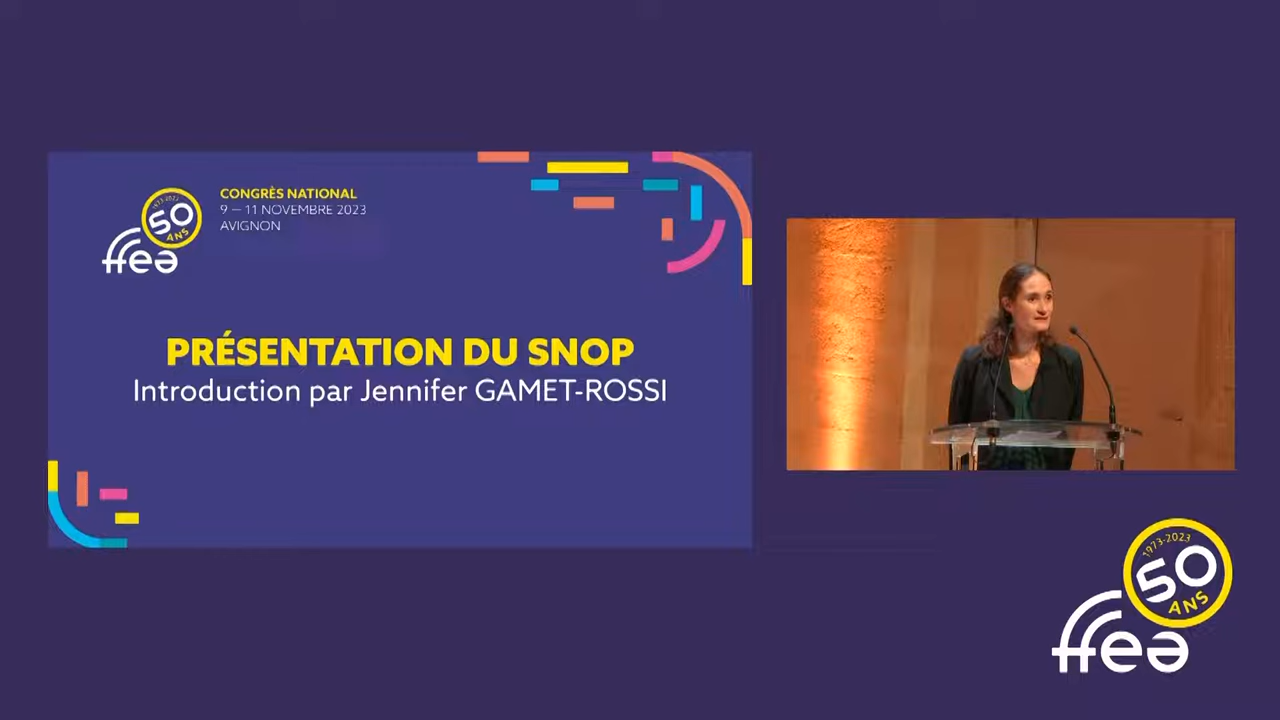 1973-2023
50
ANS
ffea
CONGRÈS NATIONAL
9 – 11 NOVEMBRE 2023
AVIGNON
PRÉSENTATION DU SNOP
Introduction par Jennifer GAMET-ROSSI
1973-2023
50
ANS
ffea